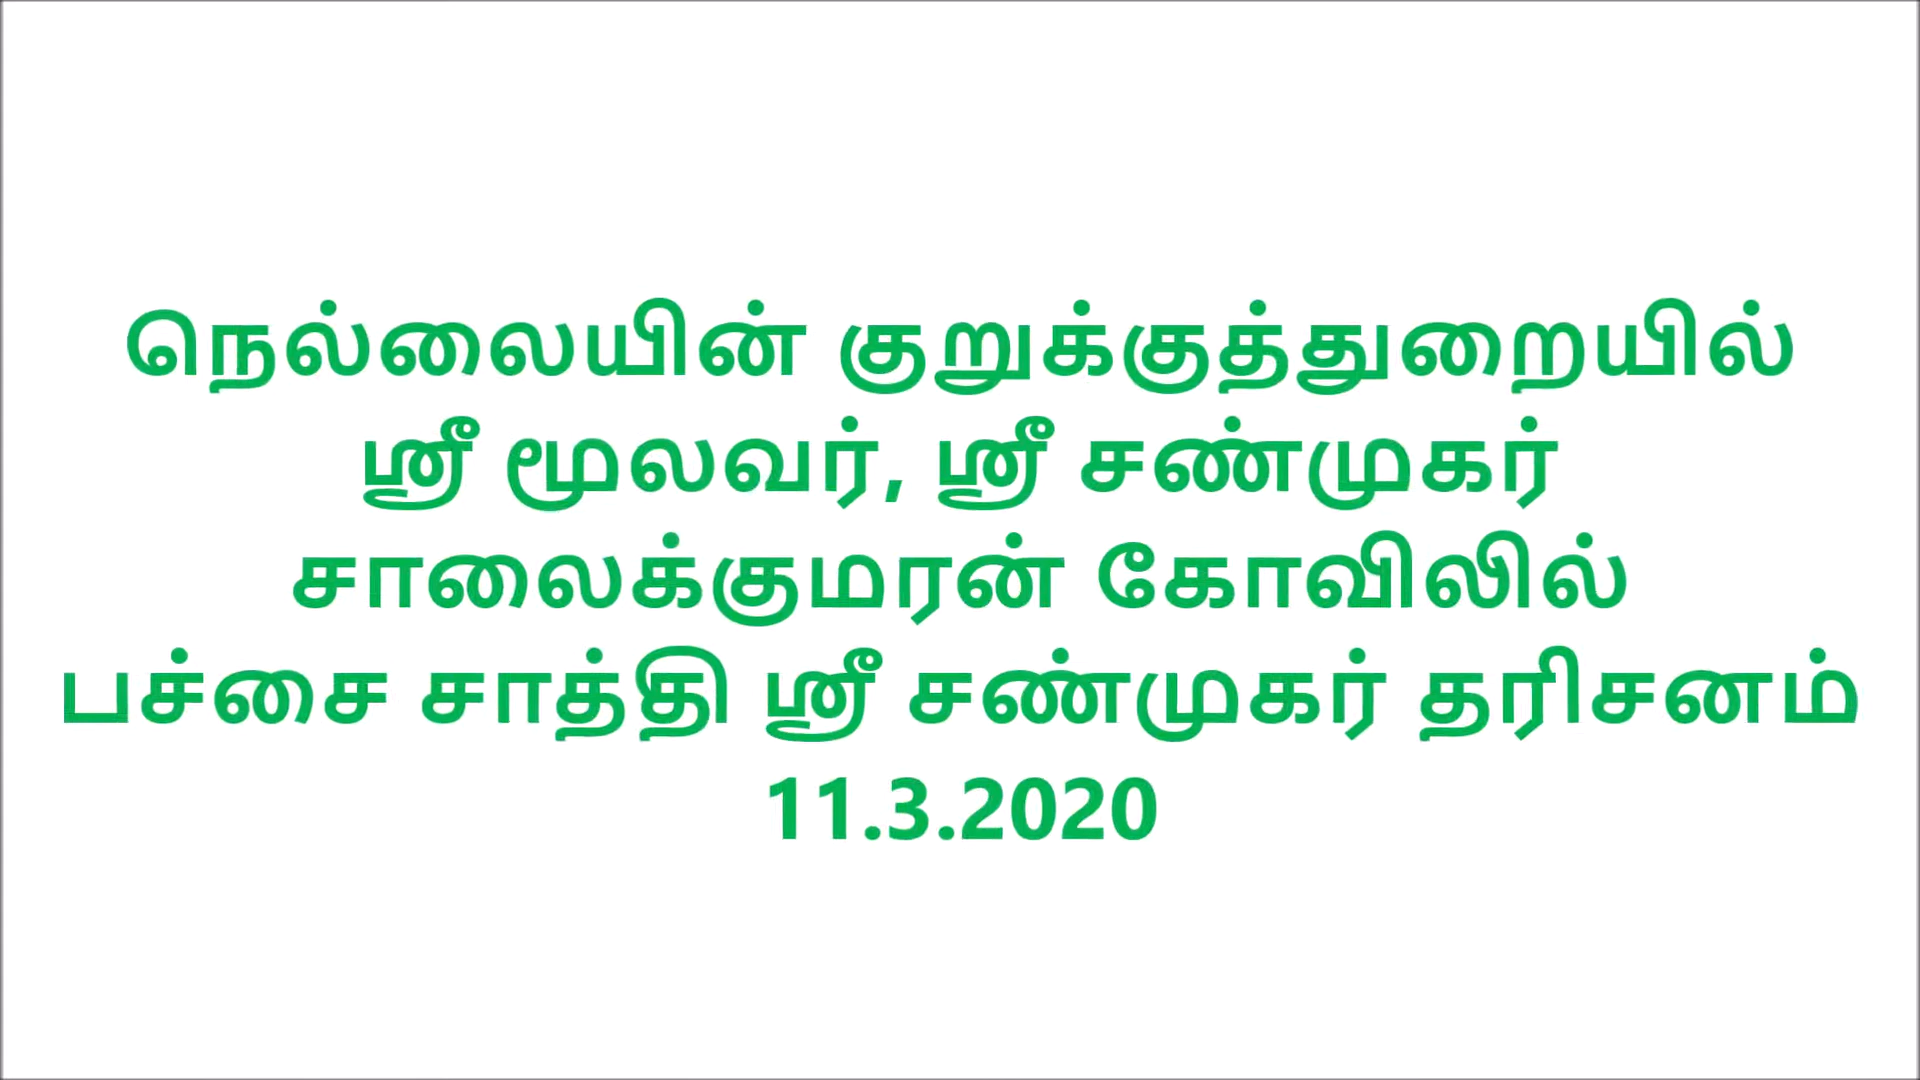 நெல்லையின் குறுக்குத்துறையில்
ஸ்ரீ மூலவர், ஸ்ரீ சண்முகர்
சாலைக்குமரன் கோவிலில்
பச்சை சாத்தி ஸ்ரீ சண்முகர் தரிசனம்
11.3.2020